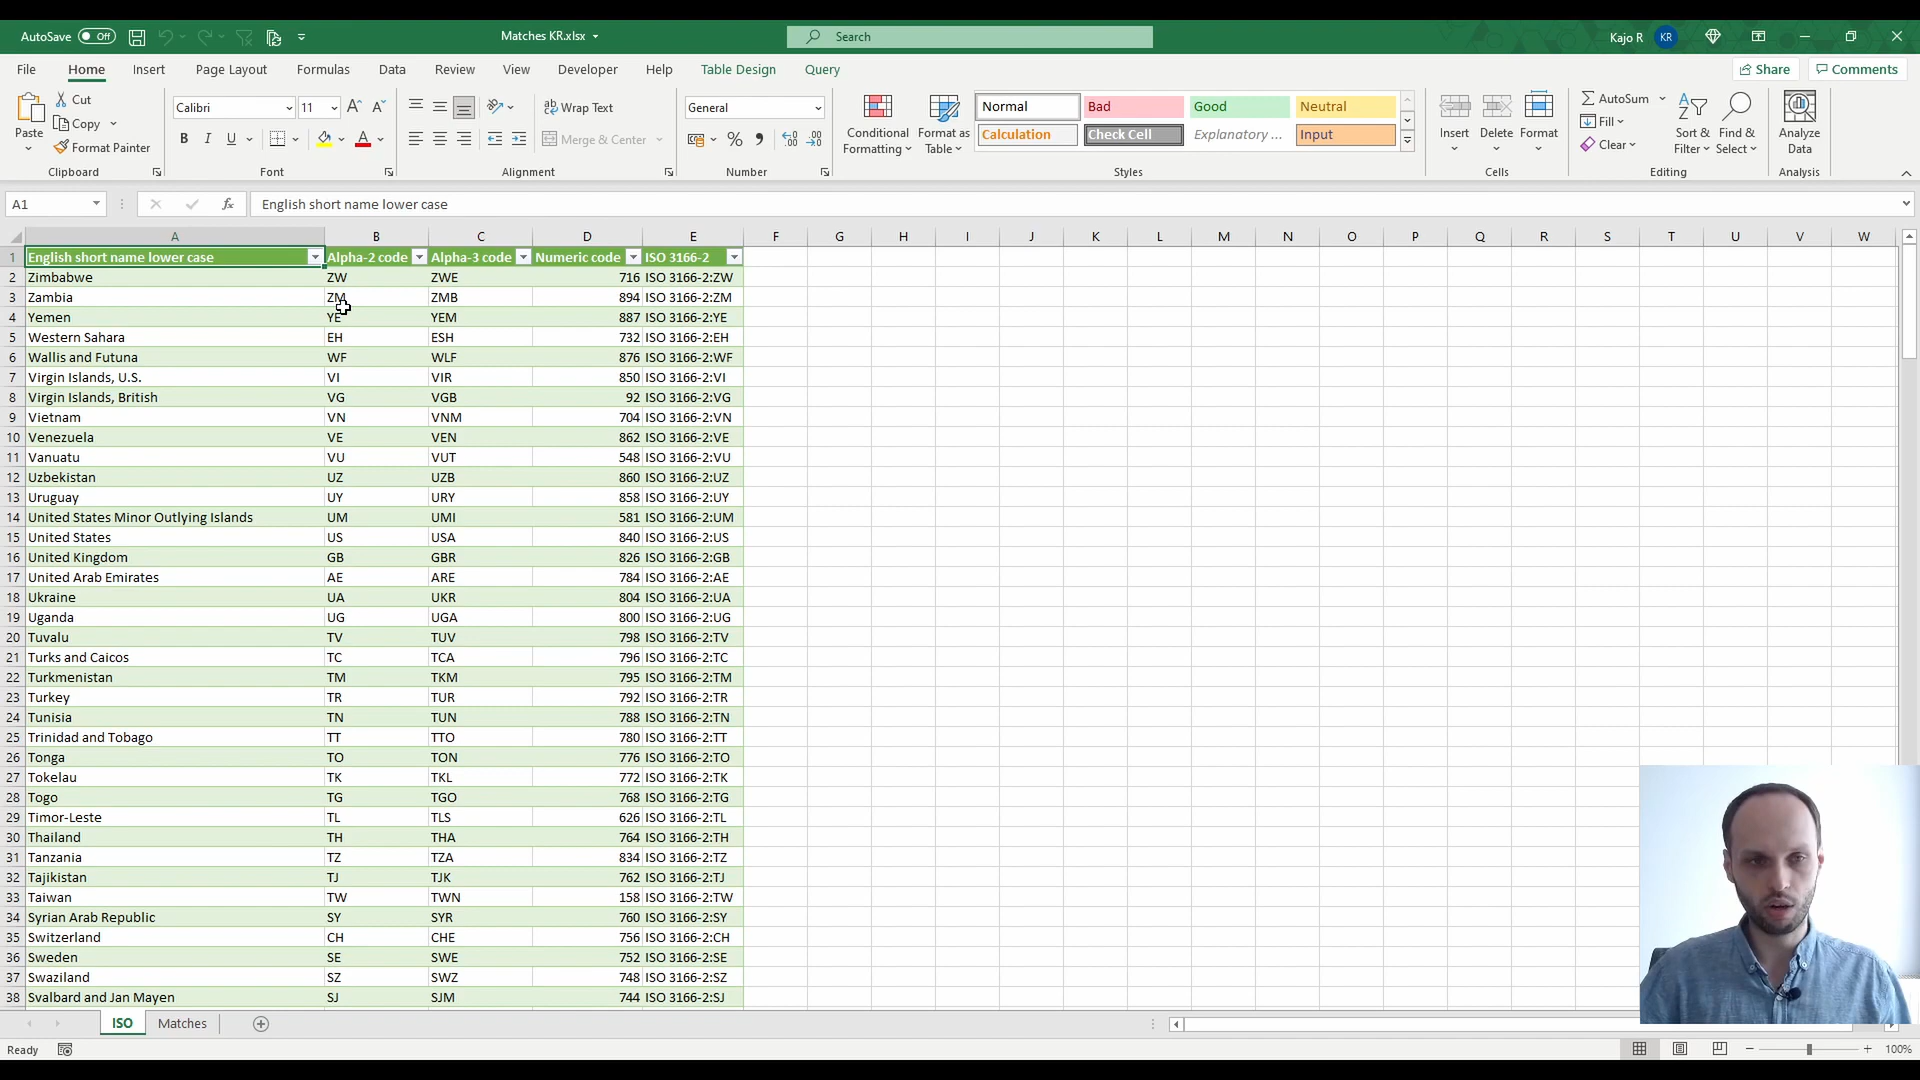 AutoSave Off Matches KR.xlsx Search Kajo R KR
File Home Insert Page Layout Formulas Data Review View Developer Help Table Design Query Share Comments
Paste Cut Copy Format Painter Clipboard
Calibri 11 A A B I U A Font
ab Wrap Text Merge & Center Alignment
General % Number
Conditional Formatting Format as Table
Normal Bad Good Neutral
Calculation Check Cell Explanatory ... Input
Styles
Insert Delete Format Cells
AutoSum Fill Clear Sort & Filter Find & Select Editing
Analyze Data Analysis
A1 fx English short name lower case
A B C D E F G H I J K L M N O P Q R S T U V W
1 English short name lower case Alpha-2 code Alpha-3 code Numeric code ISO 3166-2
2 Zimbabwe ZW ZWE 716 ISO 3166-2:ZW
3 Zambia ZM ZMB 894 ISO 3166-2:ZM
4 Yemen YE YEM 887 ISO 3166-2:YE
5 Western Sahara EH ESH 732 ISO 3166-2:EH
6 Wallis and Futuna WF WLF 876 ISO 3166-2:WF
7 Virgin Islands, U.S. VI VIR 850 ISO 3166-2:VI
8 Virgin Islands, British VG VGB 92 ISO 3166-2:VG
9 Vietnam VN VNM 704 ISO 3166-2:VN
10 Venezuela VE VEN 862 ISO 3166-2:VE
11 Vanuatu VU VUT 548 ISO 3166-2:VU
12 Uzbekistan UZ UZB 860 ISO 3166-2:UZ
13 Uruguay UY URY 858 ISO 3166-2:UY
14 United States Minor Outlying Islands UM UMI 581 ISO 3166-2:UM
15 United States US USA 840 ISO 3166-2:US
16 United Kingdom GB GBR 826 ISO 3166-2:GB
17 United Arab Emirates AE ARE 784 ISO 3166-2:AE
18 Ukraine UA UKR 804 ISO 3166-2:UA
19 Uganda UG UGA 800 ISO 3166-2:UG
20 Tuvalu TV TUV 798 ISO 3166-2:TV
21 Turks and Caicos TC TCA 796 ISO 3166-2:TC
22 Turkmenistan TM TKM 795 ISO 3166-2:TM
23 Turkey TR TUR 792 ISO 3166-2:TR
24 Tunisia TN TUN 788 ISO 3166-2:TN
25 Trinidad and Tobago TT TTO 780 ISO 3166-2:TT
26 Tonga TO TON 776 ISO 3166-2:TO
27 Tokelau TK TKL 772 ISO 3166-2:TK
28 Togo TG TGO 768 ISO 3166-2:TG
29 Timor-Leste TL TLS 626 ISO 3166-2:TL
30 Thailand TH THA 764 ISO 3166-2:TH
31 Tanzania TZ TZA 834 ISO 3166-2:TZ
32 Tajikistan TJ TJK 762 ISO 3166-2:TJ
33 Taiwan TW TWN 158 ISO 3166-2:TW
34 Syrian Arab Republic SY SYR 760 ISO 3166-2:SY
35 Switzerland CH CHE 756 ISO 3166-2:CH
36 Sweden SE SWE 752 ISO 3166-2:SE
37 Swaziland SZ SWZ 748 ISO 3166-2:SZ
38 Svalbard and Jan Mayen SJ SJM 744 ISO 3166-2:SJ
ISO Matches
Ready 100%